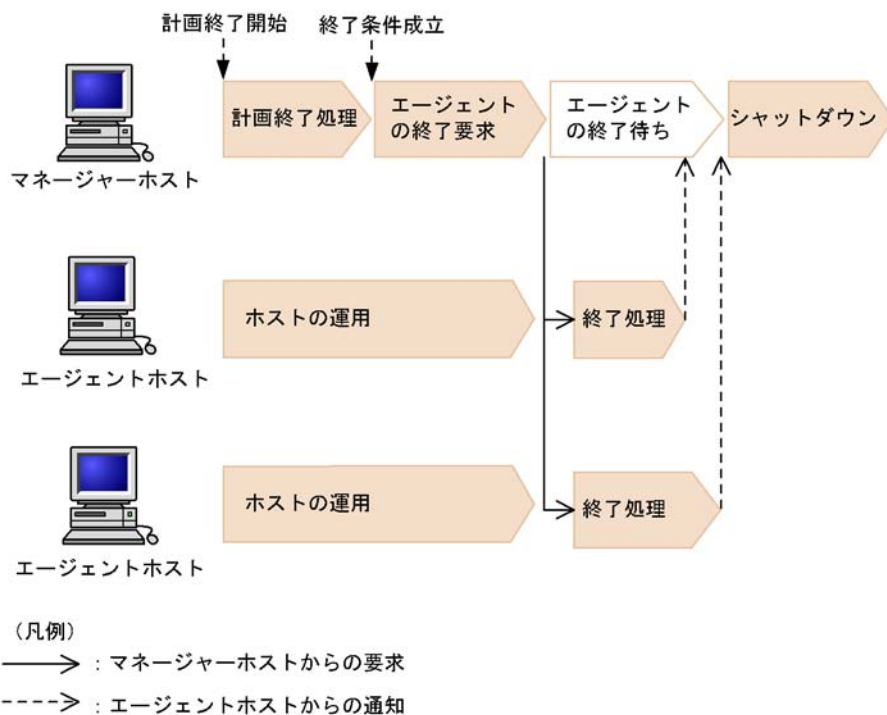 計画終了開始
終了条件成立
計画終了処理
エージェント
の終了要求
エージェント
の終了待ち
シャットダウン
マネージャーホスト
ホストの運用
終了処理
エージェントホスト
ホストの運用
終了処理
エージェントホスト
（凡例）
：マネージャーホストからの要求
：エージェントホストからの通知